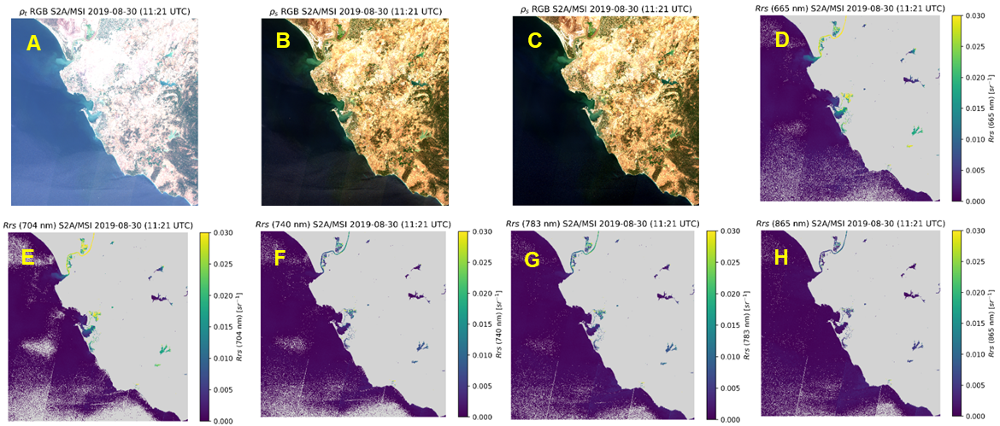 ρt RGB S2A/MSI 2019-08-30 (11:21 UTC)
A
ρs RGB S2A/MSI 2019-08-30 (11:21 UTC)
B
ρs RGB S2A/MSI 2019-08-30 (11:21 UTC)
C
Rrs (665 nm) S2A/MSI 2019-08-30 (11:21 UTC)
D
0.030
0.025
0.020
0.015
0.010
0.005
0.000
Rrs (665 nm) [sr⁻¹]
Rrs (704 nm) S2A/MSI 2019-08-30 (11:21 UTC)
E
0.030
0.025
0.020
0.015
0.010
0.005
0.000
Rrs (704 nm) [sr⁻¹]
Rrs (740 nm) S2A/MSI 2019-08-30 (11:21 UTC)
F
0.030
0.025
0.020
0.015
0.010
0.005
0.000
Rrs (740 nm) [sr⁻¹]
Rrs (783 nm) S2A/MSI 2019-08-30 (11:21 UTC)
G
0.030
0.025
0.020
0.015
0.010
0.005
0.000
Rrs (783 nm) [sr⁻¹]
Rrs (865 nm) S2A/MSI 2019-08-30 (11:21 UTC)
H
0.030
0.025
0.020
0.015
0.010
0.005
0.000
Rrs (865 nm) [sr⁻¹]